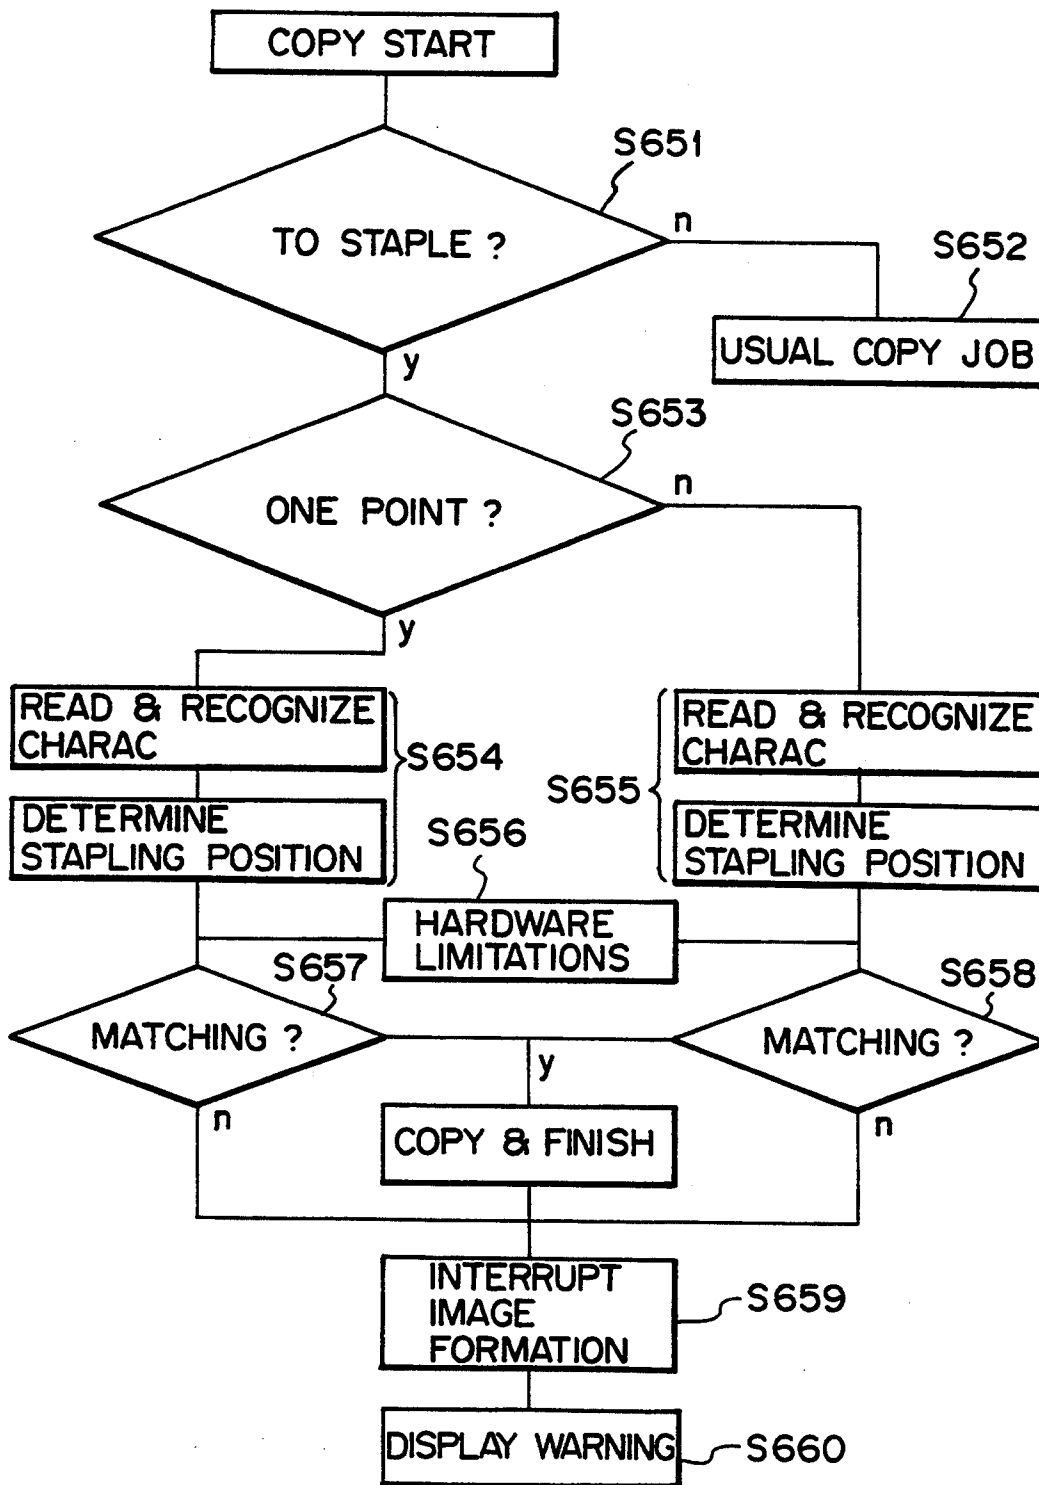 COPY START
S651
TO STAPLE ?
n
S652
USUAL COPY JOB
y
S653
ONE POINT ?
n
y
READ & RECOGNIZE
CHARAC
S654
DETERMINE
STAPLING POSITION
READ & RECOGNIZE
CHARAC
S655
DETERMINE
STAPLING POSITION
S656
HARDWARE
LIMITATIONS
S657
MATCHING ?
S658
MATCHING ?
y
n
n
COPY & FINISH
INTERRUPT
IMAGE
FORMATION
S659
DISPLAY WARNING
S660